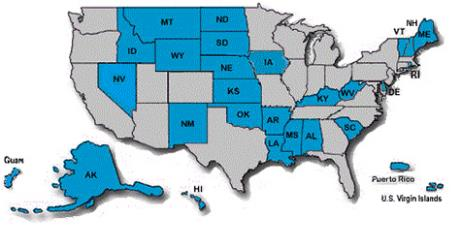 NH
VT
ME
MT
ND
ID
SD
WY
IA
RI
NE
NV
DE
WV
KS
KY
OK
AR
NM
SC
MS
AL
LA
Guam
AK
HI
Puerto Rico
U.S. Virgin Islands